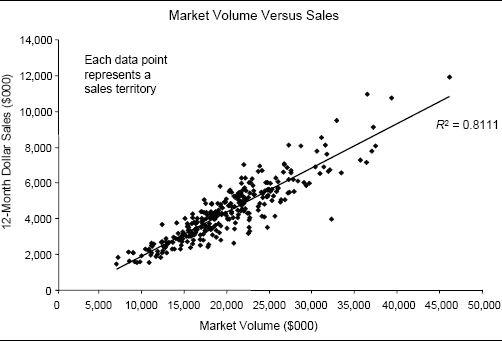 Market Volume Versus Sales
14,000
12,000
10,000
8,000
6,000
4,000
2,000
0
12-Month Dollar Sales ($000)
Each data point
represents a
sales territory
R² = 0.8111
0 5,000 10,000 15,000 20,000 25,000 30,000 35,000 40,000 45,000 50,000
Market Volume ($000)